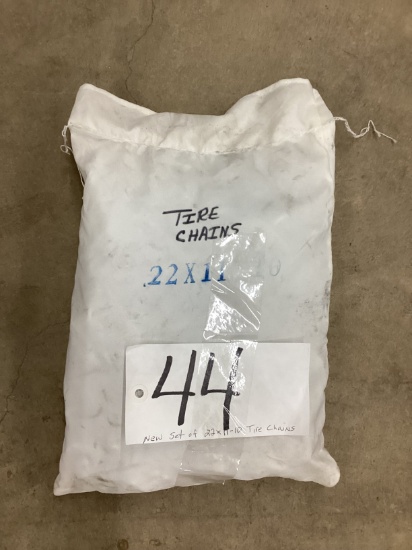 TIRE
CHAINS
22X11-10
44
New Set of 22x11-10 Tire Chains